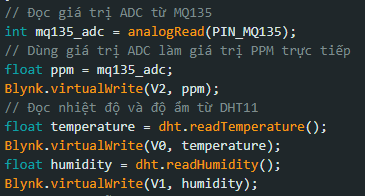 // Đọc giá trị ADC từ MQ135
int mq135_adc = analogRead(PIN_MQ135);
// Dùng giá trị ADC làm giá trị PPM trực tiếp
float ppm = mq135_adc;
Blynk.virtualWrite(V2, ppm);
// Đọc nhiệt độ và độ ẩm từ DHT11
float temperature = dht.readTemperature();
Blynk.virtualWrite(V0, temperature);
float humidity = dht.readHumidity();
Blynk.virtualWrite(V1, humidity);